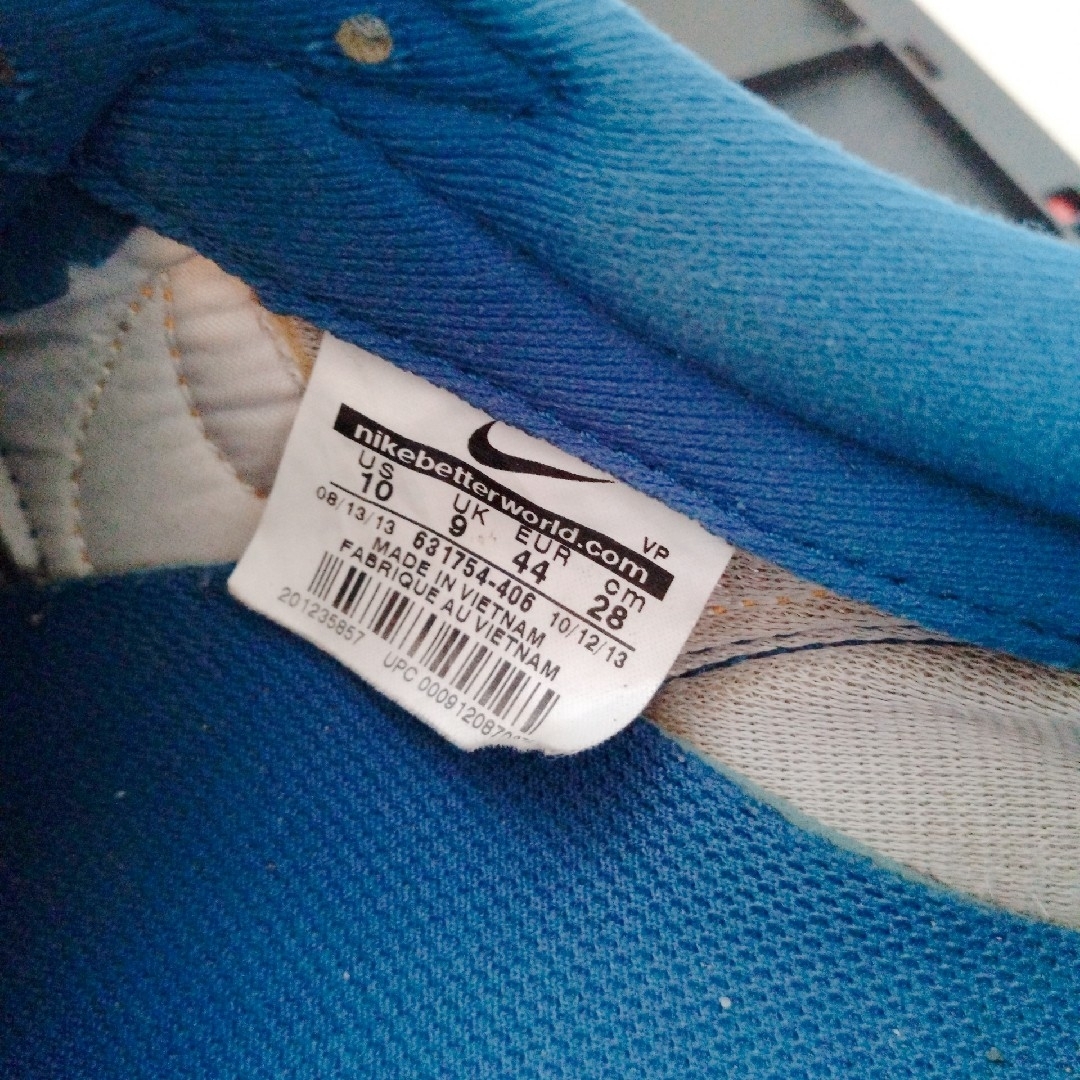 nikebetterworld.com
VP
US UK EUR cm
10 9 44 28
08/13/13 631754-406 10/12/13
MADE IN VIETNAM
FABRIQUE AU VIETNAM
201235857 UPC